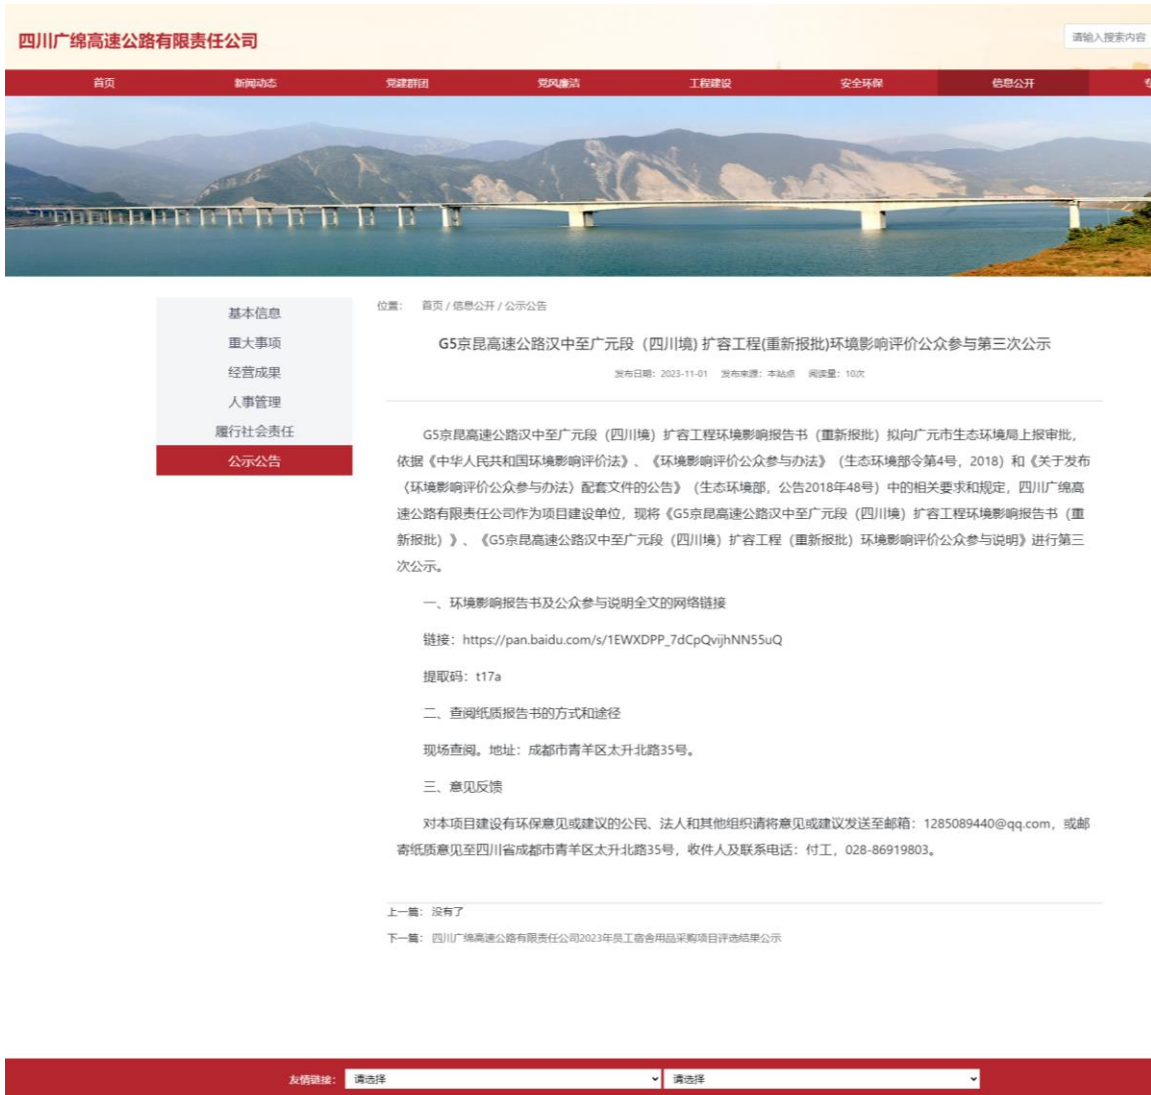 四川广绵高速公路有限责任公司
请输入搜索内容
首页 新闻动态 党建群团 党风廉洁 工程建设 安全环保 信息公开
基本信息
重大事项
经营成果
人事管理
履行社会责任
公示公告
位置： 首页 / 信息公开 / 公示公告
G5京昆高速公路汉中至广元段（四川境) 扩容工程(重新报批)环境影响评价公众参与第三次公示
发布日期：2023-11-01 发布来源：本站点 阅读量：10次
G5京昆高速公路汉中至广元段（四川境）扩容工程环境影响报告书（重新报批）拟向广元市生态环境局上报审批，
依据《中华人民共和国环境影响评价法》、《环境影响评价公众参与办法》（生态环境部令第4号，2018）和《关于发布
〈环境影响评价公众参与办法〉配套文件的公告》（生态环境部，公告2018年48号）中的相关要求和规定，四川广绵高
速公路有限责任公司作为项目建设单位，现将《G5京昆高速公路汉中至广元段（四川境）扩容工程环境影响报告书（重
新报批）》、《G5京昆高速公路汉中至广元段（四川境）扩容工程（重新报批）环境影响评价公众参与说明》进行第三
次公示。
一、环境影响报告书及公众参与说明全文的网络链接
链接：https://pan.baidu.com/s/1EWXDPP_7dCpQvijhNN55uQ
提取码：t17a
二、查阅纸质报告书的方式和途径
现场查阅。地址：成都市青羊区太升北路35号。
三、意见反馈
对本项目建设有环保意见或建议的公民、法人和其他组织请将意见或建议发送至邮箱：1285089440@qq.com，或邮
寄纸质意见至四川省成都市青羊区太升北路35号，收件人及联系电话：付工，028-86919803。
上一篇：没有了
下一篇：四川广绵高速公路有限责任公司2023年员工宿舍用品采购项目评选结果公示
友情链接： 请选择 请选择